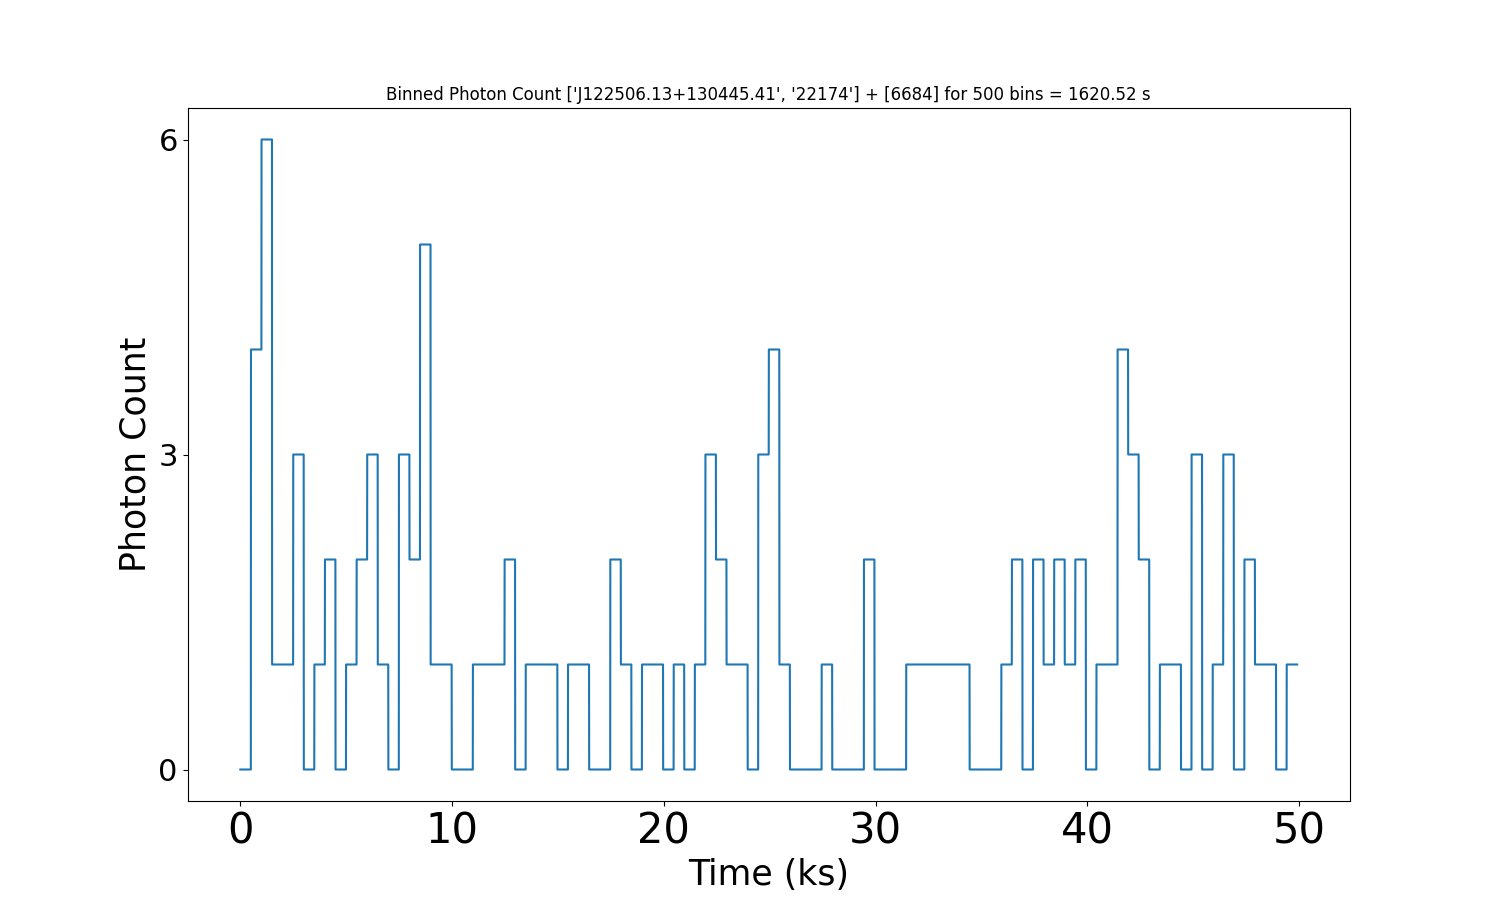 Binned Photon Count ['J122506.13+130445.41', '22174'] + [6684] for 500 bins = 1620.52 s
6
3
0
Photon Count
0 10 20 30 40 50
Time (ks)